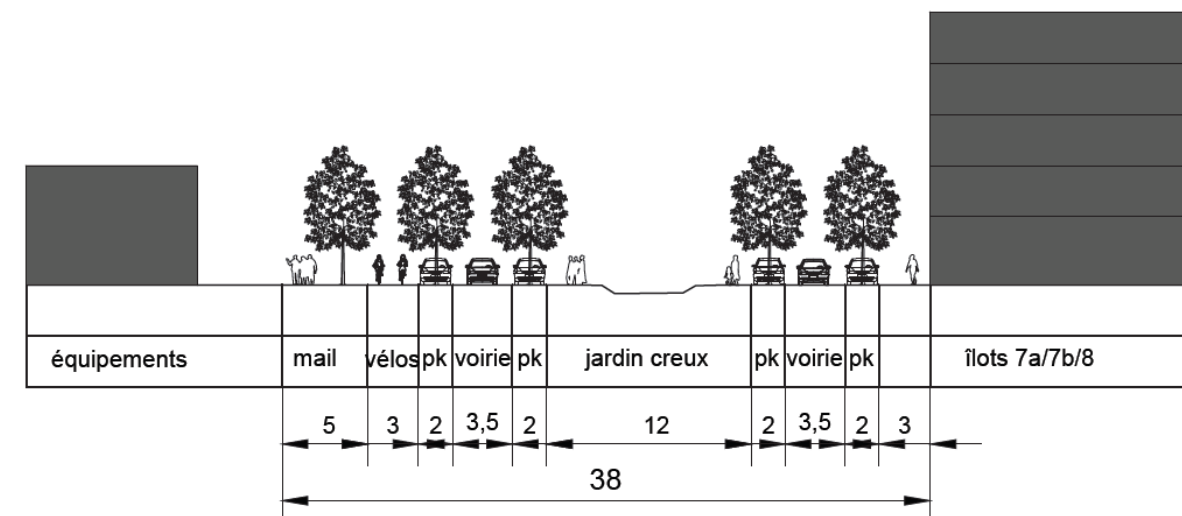 équipements mail vélos pk voirie pk jardin creux pk voirie pk îlots 7a/7b/8
5 3 2 3,5 2 12 2 3,5 2 3
38